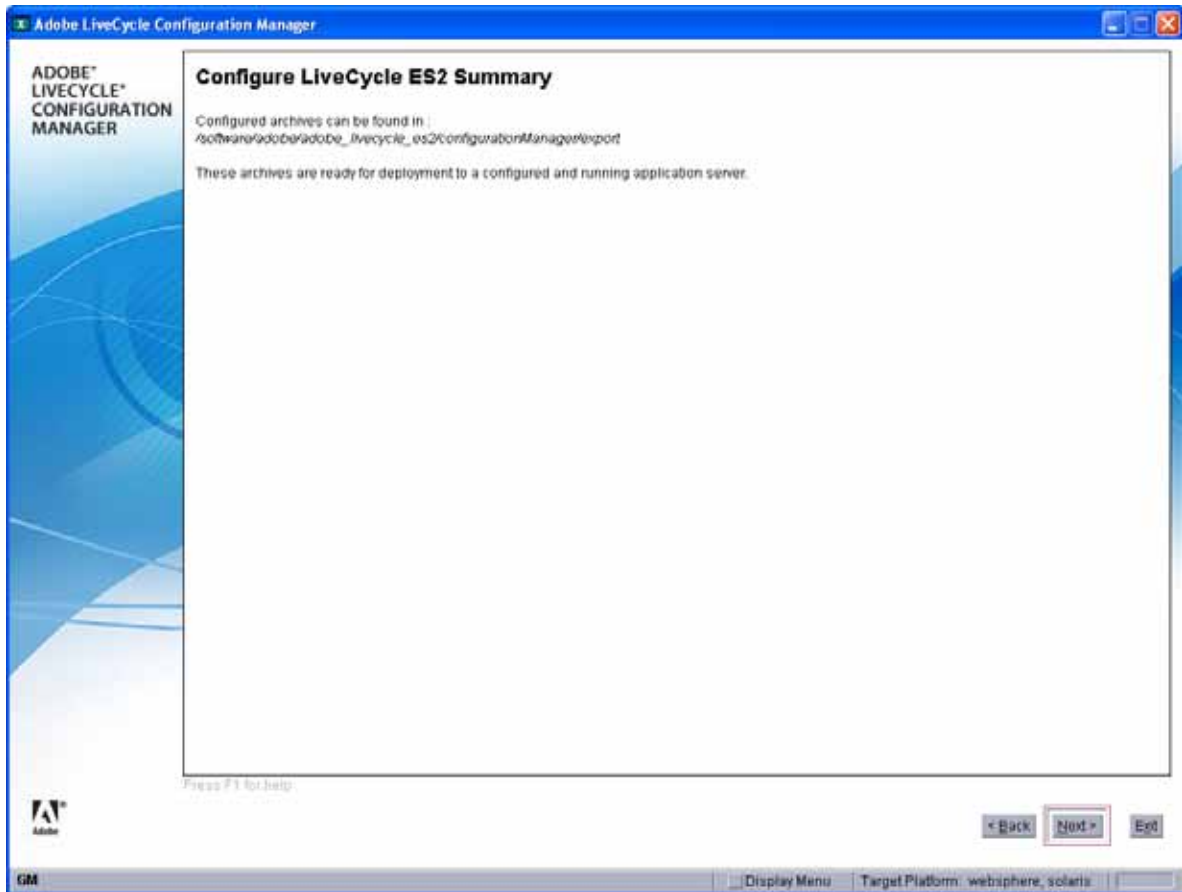 Adobe LiveCycle Configuration Manager
ADOBE®
LIVECYCLE®
CONFIGURATION
MANAGER
Configure LiveCycle ES2 Summary
Configured archives can be found in :
/software/adobe/adobe_livecycle_es2/configurationManager/export
These archives are ready for deployment to a configured and running application server.
Press F1 for help
Adobe
< Back
Next >
Exit
GM
Display Menu
Target Platform: websphere, solaris